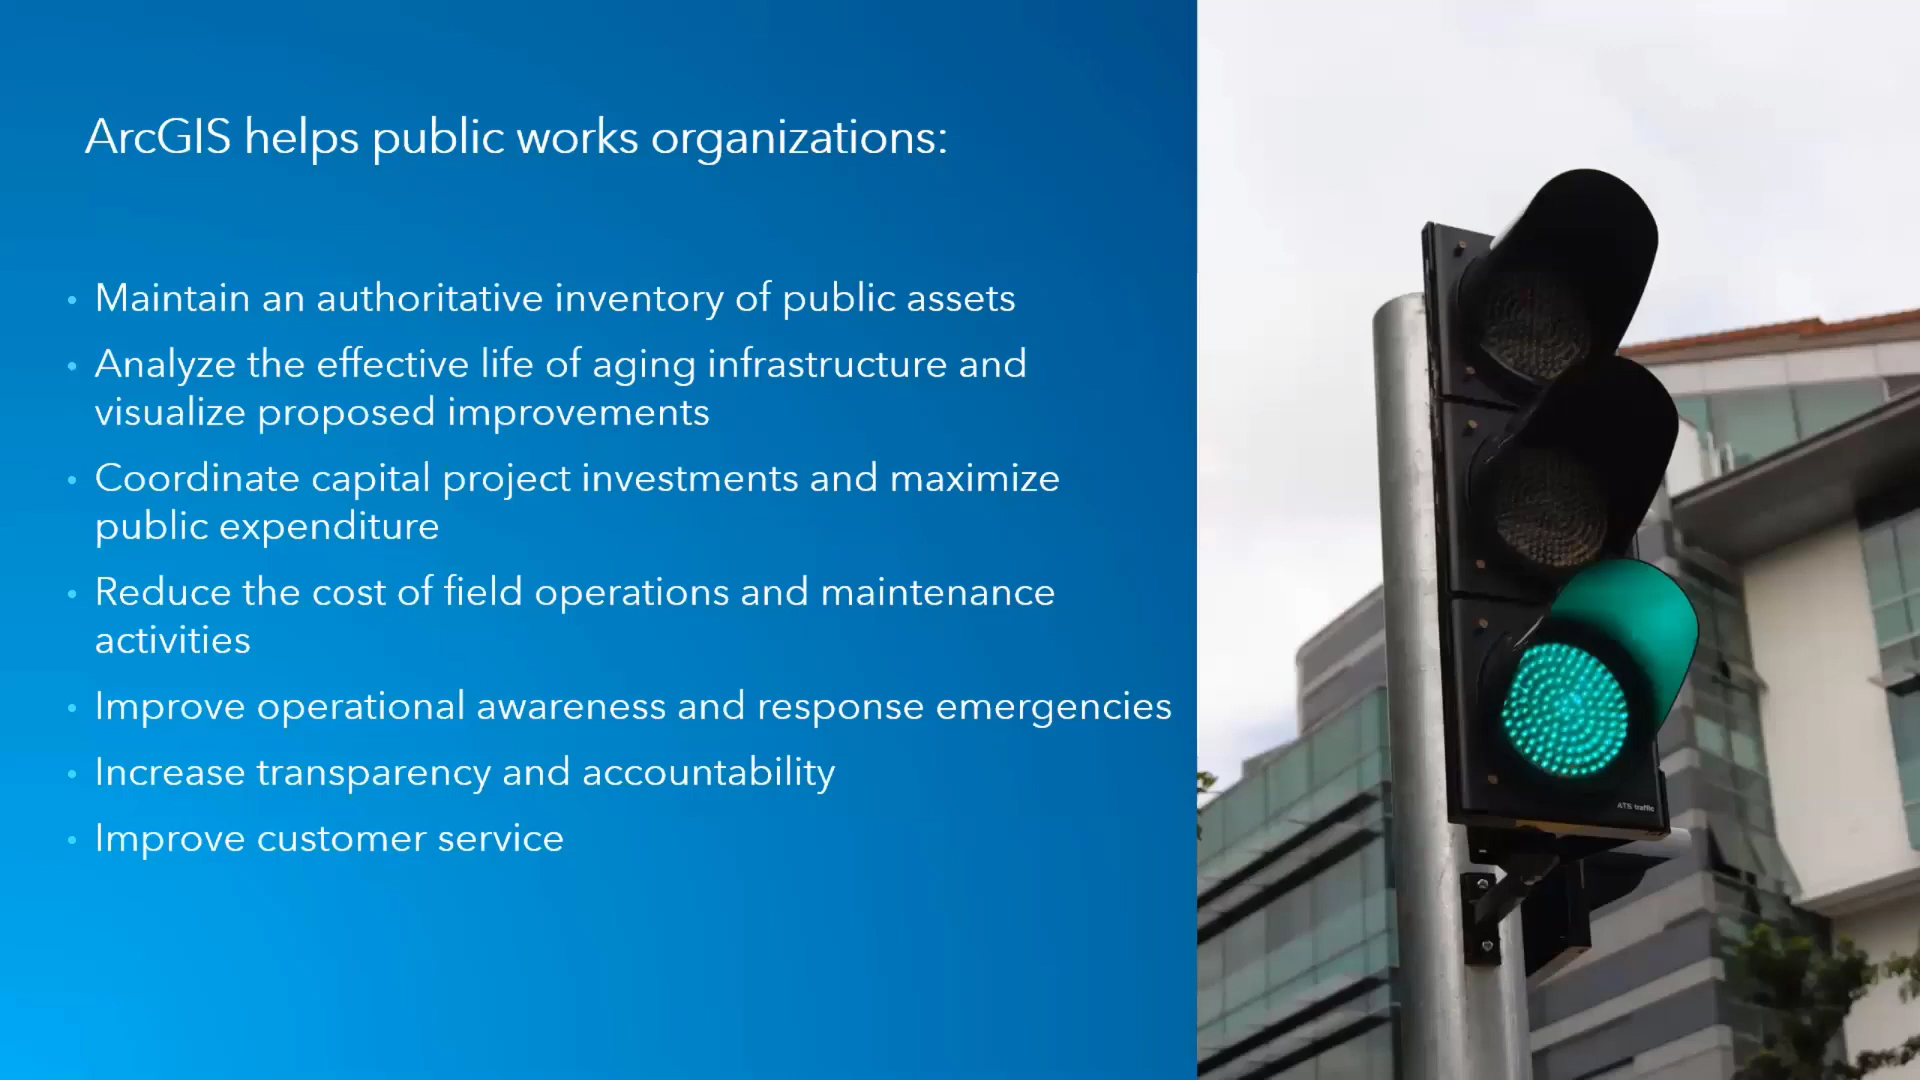 ArcGIS helps public works organizations:
• Maintain an authoritative inventory of public assets
• Analyze the effective life of aging infrastructure and
visualize proposed improvements
• Coordinate capital project investments and maximize
public expenditure
• Reduce the cost of field operations and maintenance
activities
• Improve operational awareness and response emergencies
• Increase transparency and accountability
• Improve customer service
ATS traffic